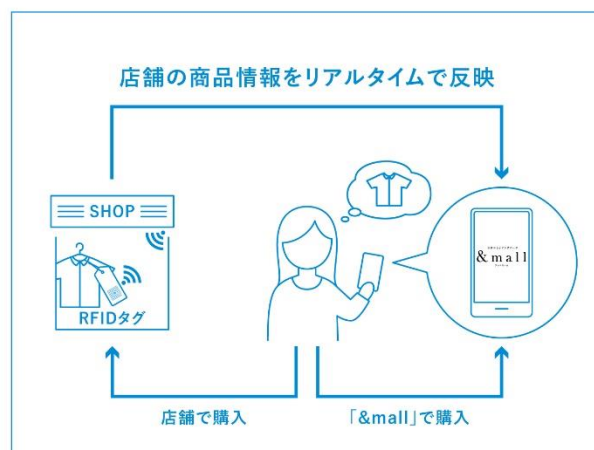 店舗の商品情報をリアルタイムで反映
SHOP
RFIDタグ
&mall
店舗で購入
「&mall」で購入